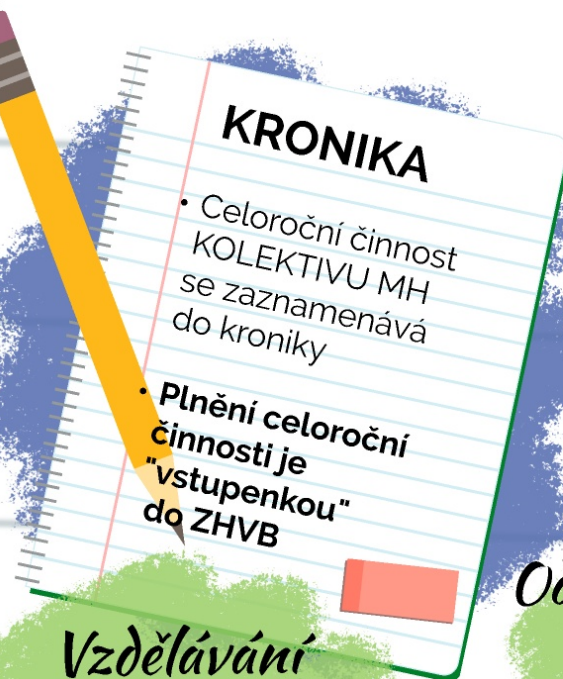 KRONIKA
• Celoroční činnost
KOLEKTIVU MH
se zaznamenává
do kroniky
• Plnění celoroční
činnosti je
"vstupenkou"
do ZHVB
Vzdělávání